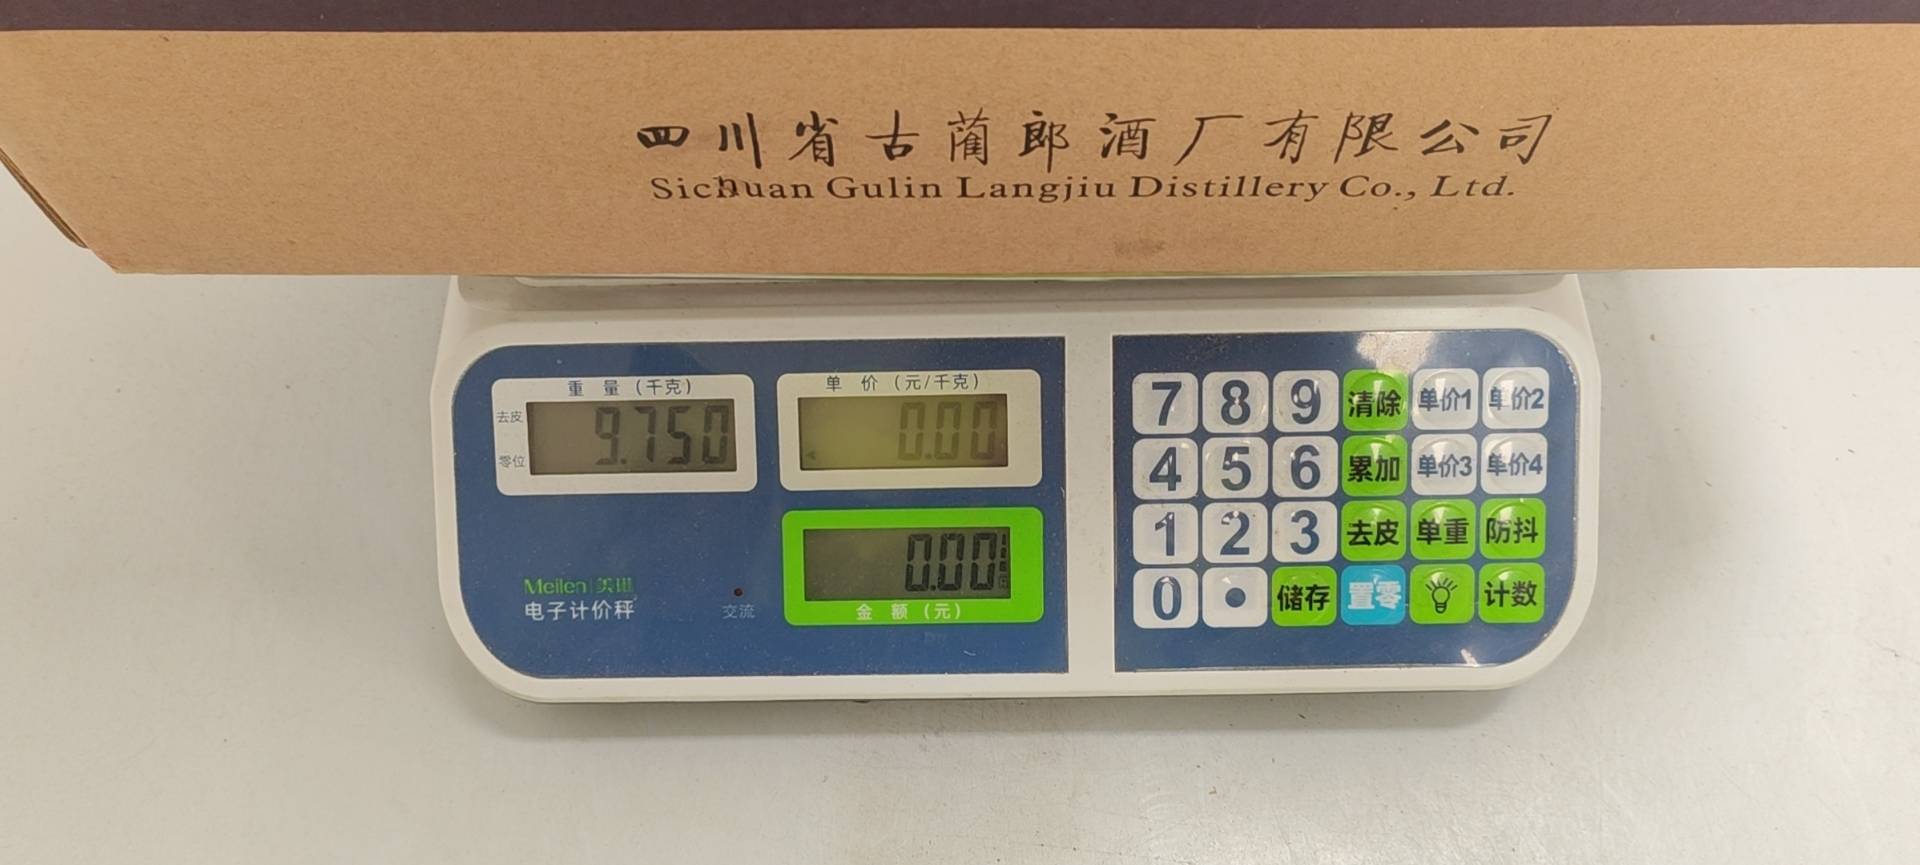 四川省古蔺郎酒厂有限公司
Sichuan Gulin Langjiu Distillery Co., Ltd.
重 量 (千克)
去皮
零位
9.750
单 价 (元/千克)
0.00
0.00
金 额 (元)
Meilen 美琪
电子计价秤
交流
7 8 9 清除 单价1 单价2
4 5 6 累加 单价3 单价4
1 2 3 去皮 单重 防抖
0 • 储存 置零 计数